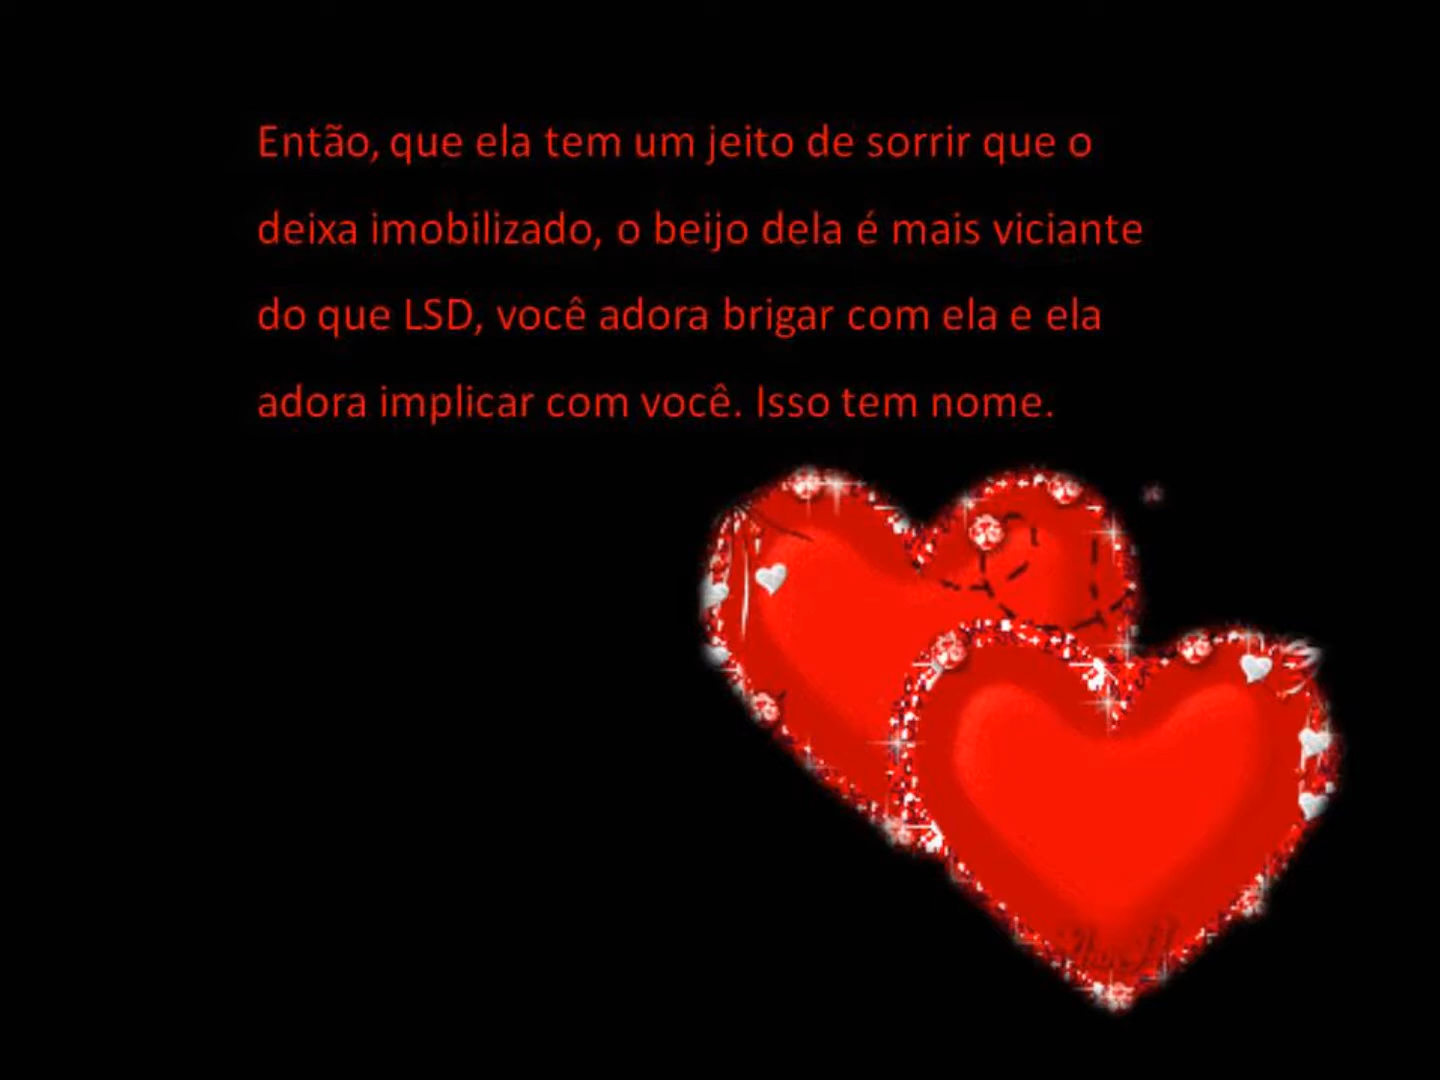 Então, que ela tem um jeito de sorrir que o
deixa imobilizado, o beijo dela é mais viciante
do que LSD, você adora brigar com ela e ela
adora implicar com você. Isso tem nome.